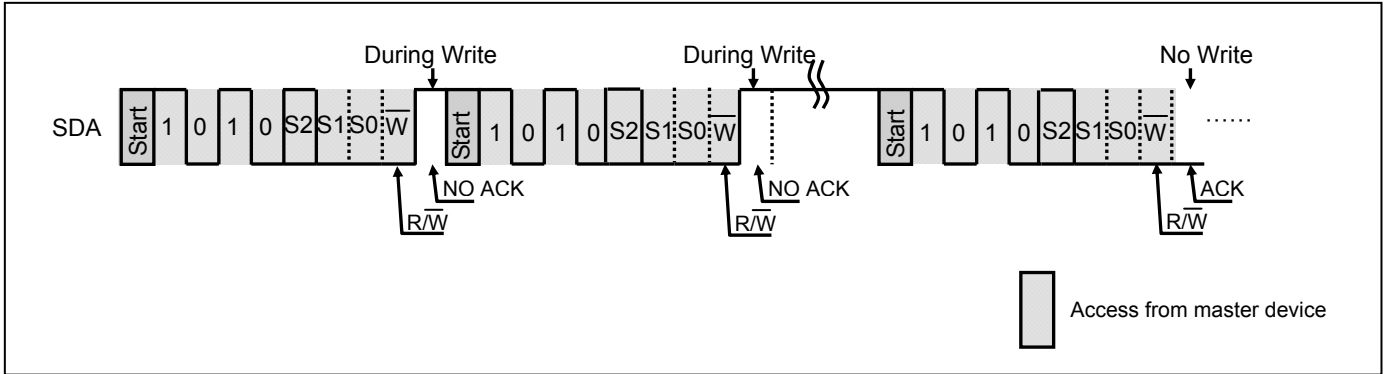 During Write During Write No Write
SDA Start 1 0 1 0 S2 S1 S0 W̅ Start 1 0 1 0 S2 S1 S0 W̅ Start 1 0 1 0 S2 S1 S0 W̅ ......
NO ACK NO ACK ACK
R/W̅ R/W̅ R/W̅
Access from master device